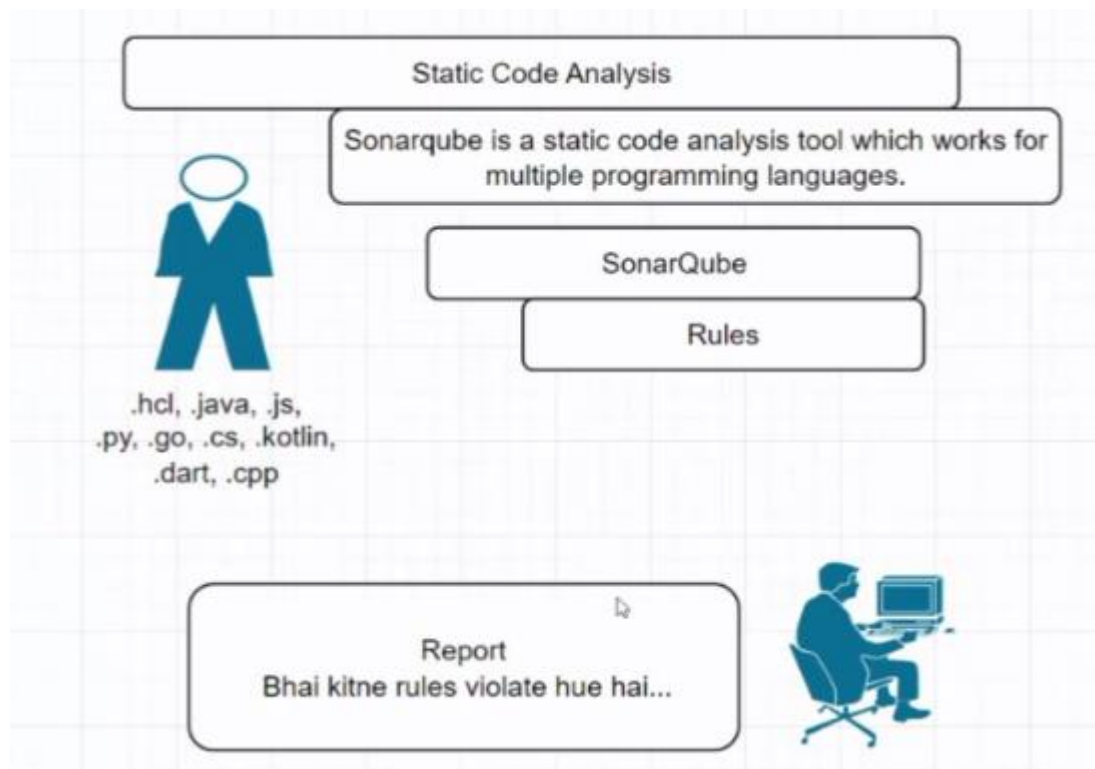 Static Code Analysis
Sonarqube is a static code analysis tool which works for
multiple programming languages.
SonarQube
Rules
.hcl, .java, .js,
.py, .go, .cs, .kotlin,
.dart, .cpp
Report
Bhai kitne rules violate hue hai...